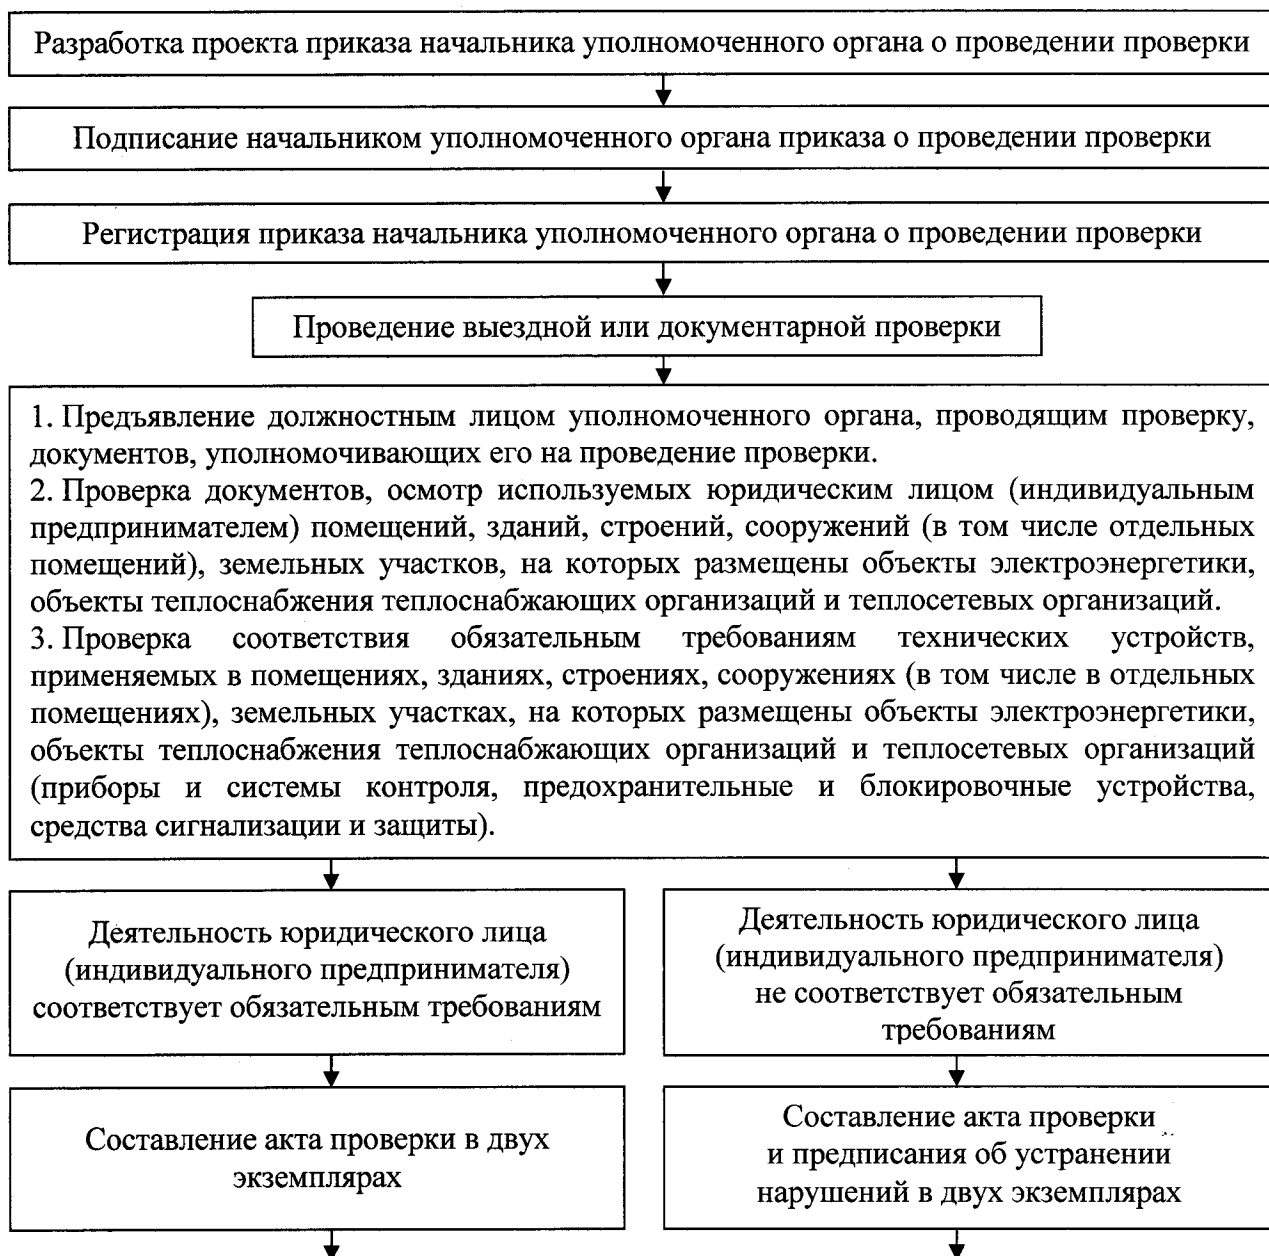 Разработка проекта приказа начальника уполномоченного органа о проведении проверки
Подписание начальником уполномоченного органа приказа о проведении проверки
Регистрация приказа начальника уполномоченного органа о проведении проверки
Проведение выездной или документарной проверки
1. Предъявление должностным лицом уполномоченного органа, проводящим проверку,
документов, уполномочивающих его на проведение проверки.
2. Проверка документов, осмотр используемых юридическим лицом (индивидуальным
предпринимателем) помещений, зданий, строений, сооружений (в том числе отдельных
помещений), земельных участков, на которых размещены объекты электроэнергетики,
объекты теплоснабжения теплоснабжающих организаций и теплосетевых организаций.
3. Проверка соответствия обязательным требованиям технических устройств,
применяемых в помещениях, зданиях, строениях, сооружениях (в том числе в отдельных
помещениях), земельных участках, на которых размещены объекты электроэнергетики,
объекты теплоснабжения теплоснабжающих организаций и теплосетевых организаций
(приборы и системы контроля, предохранительные и блокировочные устройства,
средства сигнализации и защиты).
Деятельность юридического лица
(индивидуального предпринимателя)
соответствует обязательным требованиям
Деятельность юридического лица
(индивидуального предпринимателя)
не соответствует обязательным
требованиям
Составление акта проверки в двух
экземплярах
Составление акта проверки
и предписания об устранении
нарушений в двух экземплярах